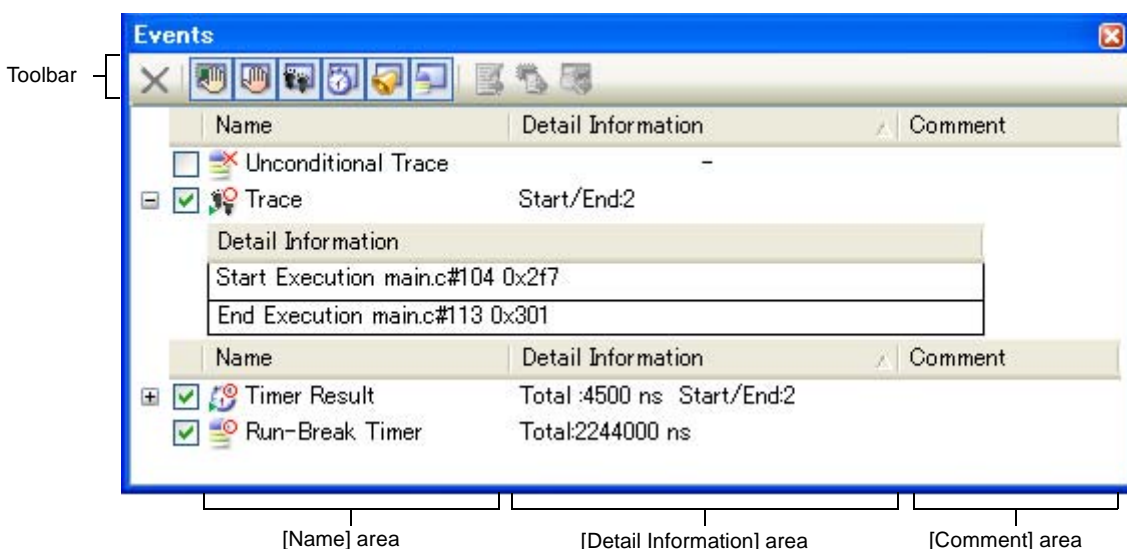 Events
Toolbar
Name Detail Information Comment
Unconditional Trace -
Trace Start/End:2
Detail Information
Start Execution main.c#104 0x2f7
End Execution main.c#113 0x301
Name Detail Information Comment
Timer Result Total :4500 ns Start/End:2
Run-Break Timer Total:2244000 ns
[Name] area [Detail Information] area [Comment] area